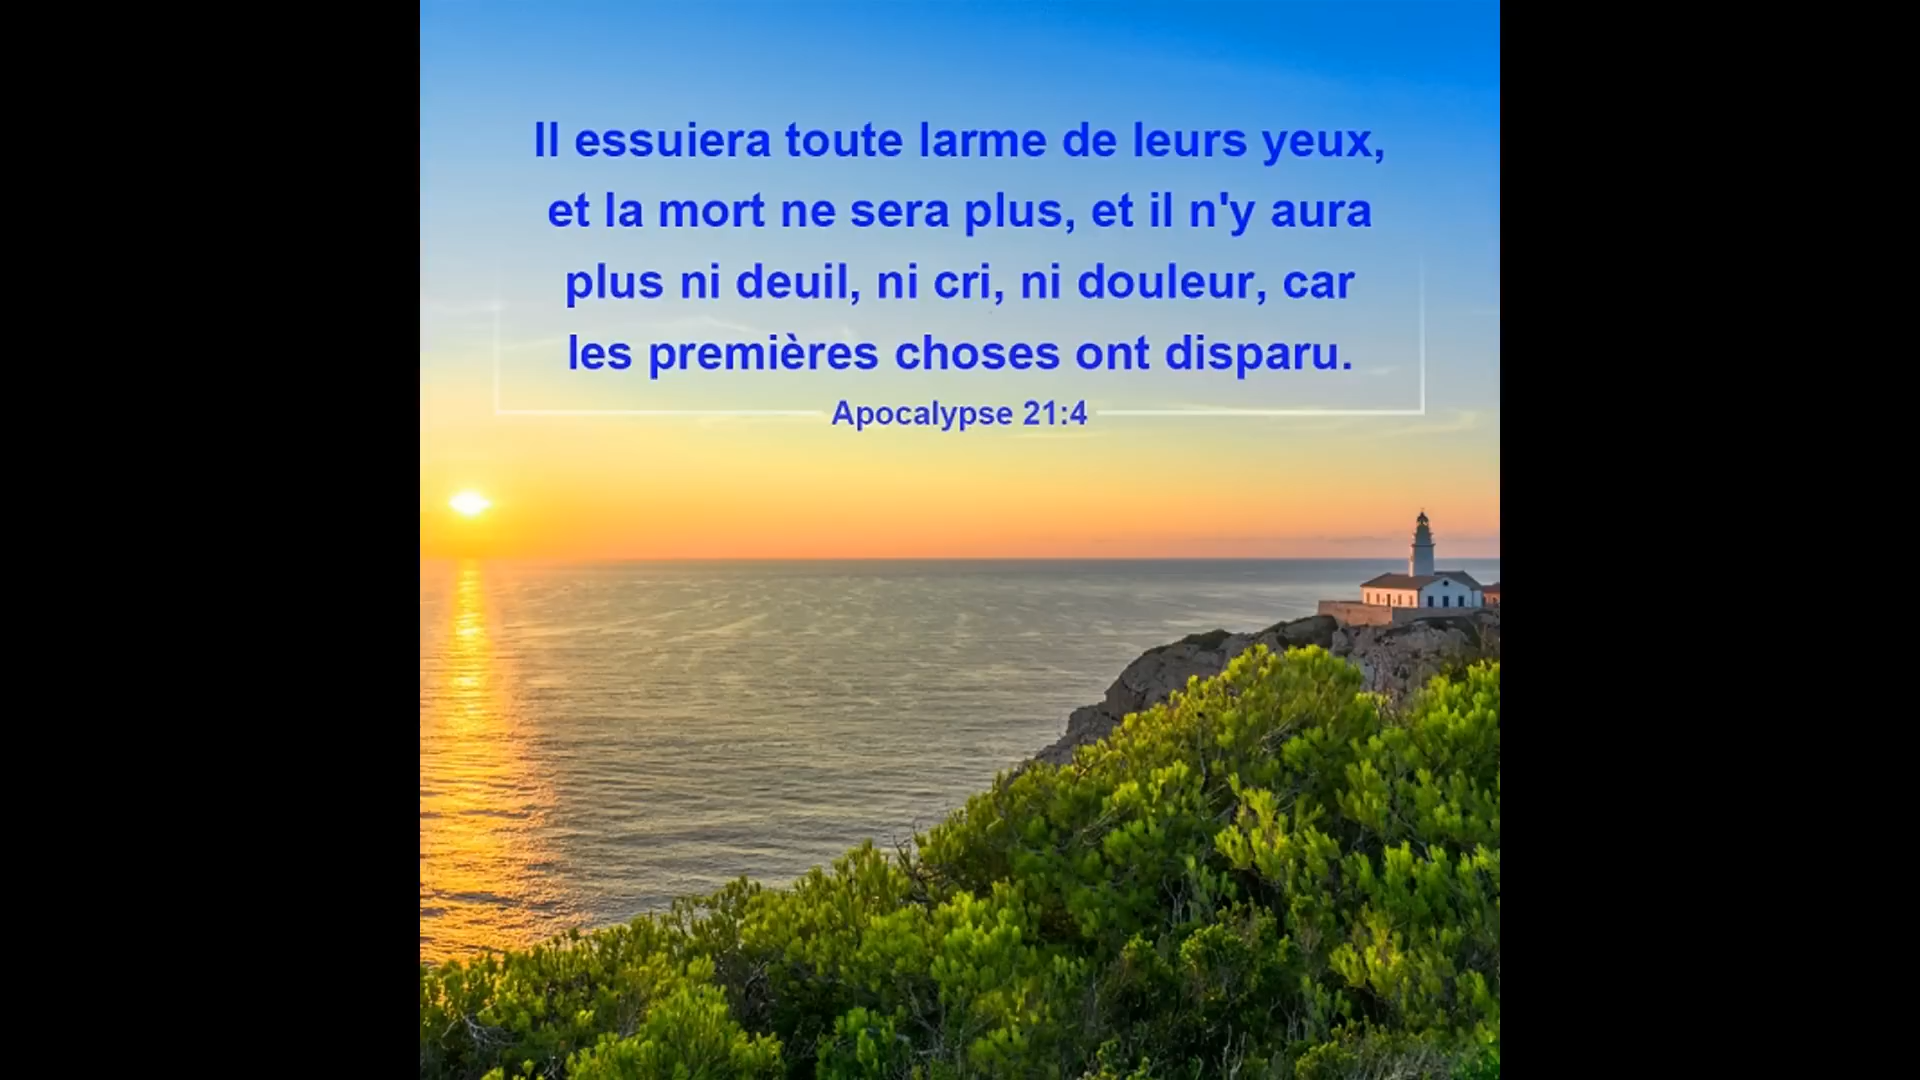 Il essuiera toute larme de leurs yeux,
et la mort ne sera plus, et il n'y aura
plus ni deuil, ni cri, ni douleur, car
les premières choses ont disparu.
Apocalypse 21:4